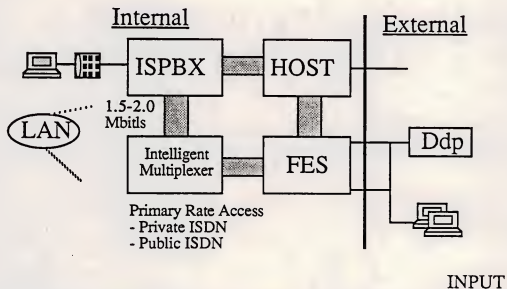 Internal
External
ISPBX
HOST
1.5-2.0
Mbitls
LAN
Intelligent
Multiplexer
FES
Ddp
Primary Rate Access
- Private ISDN
- Public ISDN
INPUT